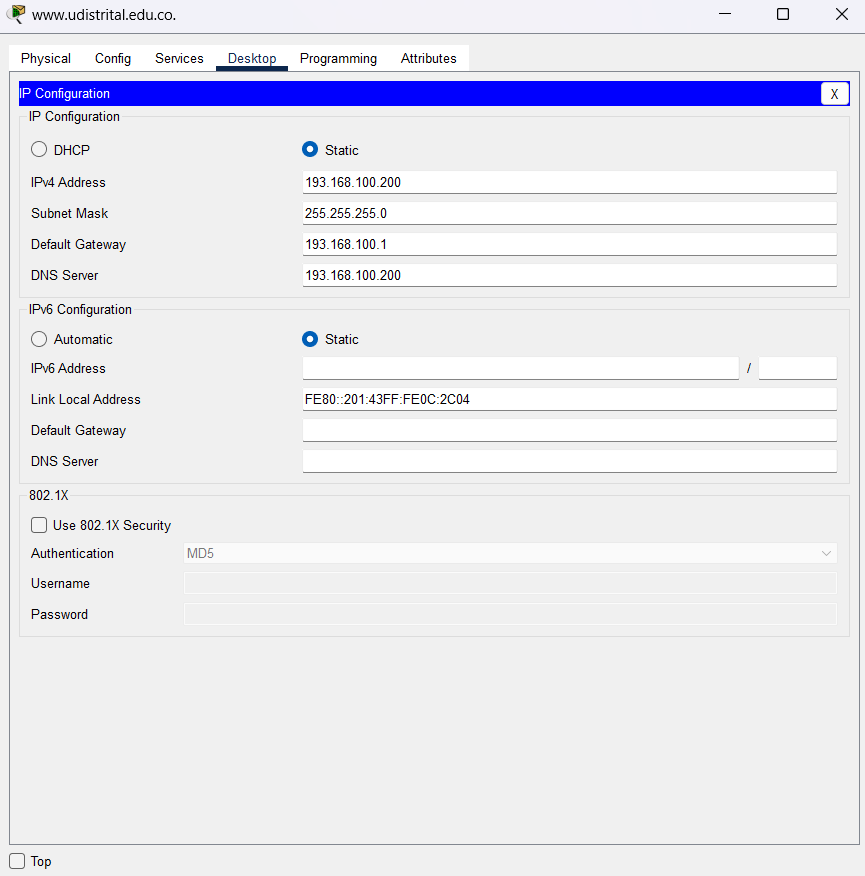 www.udistrital.edu.co.
Physical Config Services Desktop Programming Attributes
IP Configuration X
IP Configuration
DHCP Static
IPv4 Address 193.168.100.200
Subnet Mask 255.255.255.0
Default Gateway 193.168.100.1
DNS Server 193.168.100.200
IPv6 Configuration
Automatic Static
IPv6 Address /
Link Local Address FE80::201:43FF:FE0C:2C04
Default Gateway
DNS Server
802.1X
Use 802.1X Security
Authentication MD5
Username
Password
Top